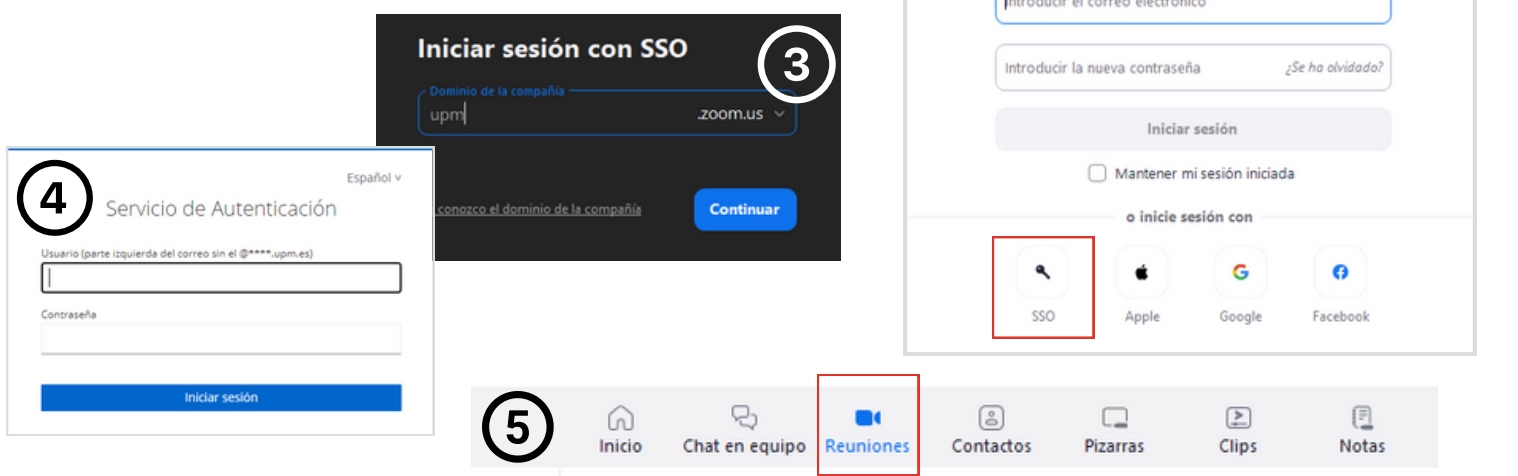 Introducir el correo electrónico
Introducir la nueva contraseña
¿Se ha olvidado?
Iniciar sesión
Mantener mi sesión iniciada
o inicie sesión con
SSO
Apple
Google
Facebook
3
Iniciar sesión con SSO
Dominio de la compañía
upm
.zoom.us
conozco el dominio de la compañía
Continuar
4
Español
Servicio de Autenticación
Usuario (parte izquierda del correo sin el @****.upm.es)
Contraseña
Iniciar sesión
5
Inicio
Chat en equipo
Reuniones
Contactos
Pizarras
Clips
Notas